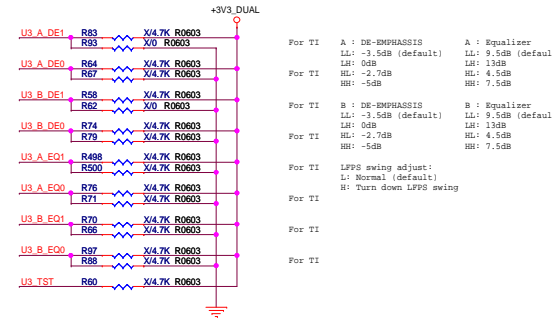 +3V3_DUAL
U3_A_DE1 R83 X/4.7K R0603
R93 X/0 R0603
U3_A_DE0 R64 X/4.7K R0603
R67 X/4.7K R0603
U3_B_DE1 R58 X/4.7K R0603
R62 X/0 R0603
U3_B_DE0 R74 X/4.7K R0603
R79 X/4.7K R0603
U3_A_EQ1 R498 X/4.7K R0603
R500 X/4.7K R0603
U3_A_EQ0 R76 X/4.7K R0603
R71 X/4.7K R0603
U3_B_EQ1 R70 X/4.7K R0603
R66 X/4.7K R0603
U3_B_EQ0 R97 X/4.7K R0603
R88 X/4.7K R0603
U3_TST R60 X/4.7K R0603
For TI
For TI
For TI
For TI
For TI
For TI
For TI
For TI
A : DE-EMPHASSIS
LL: -3.5dB (default)
LH: 0dB
HL: -2.7dB
HH: -5dB
A : Equalizer
LL: 9.5dB (defaul
LH: 13dB
HL: 4.5dB
HH: 7.5dB
B : DE-EMPHASSIS
LL: -3.5dB (default)
LH: 0dB
HL: -2.7dB
HH: -5dB
B : Equalizer
LL: 9.5dB (defaul
LH: 13dB
HL: 4.5dB
HH: 7.5dB
LFPS swing adjust:
L: Normal (default)
H: Turn down LFPS swing